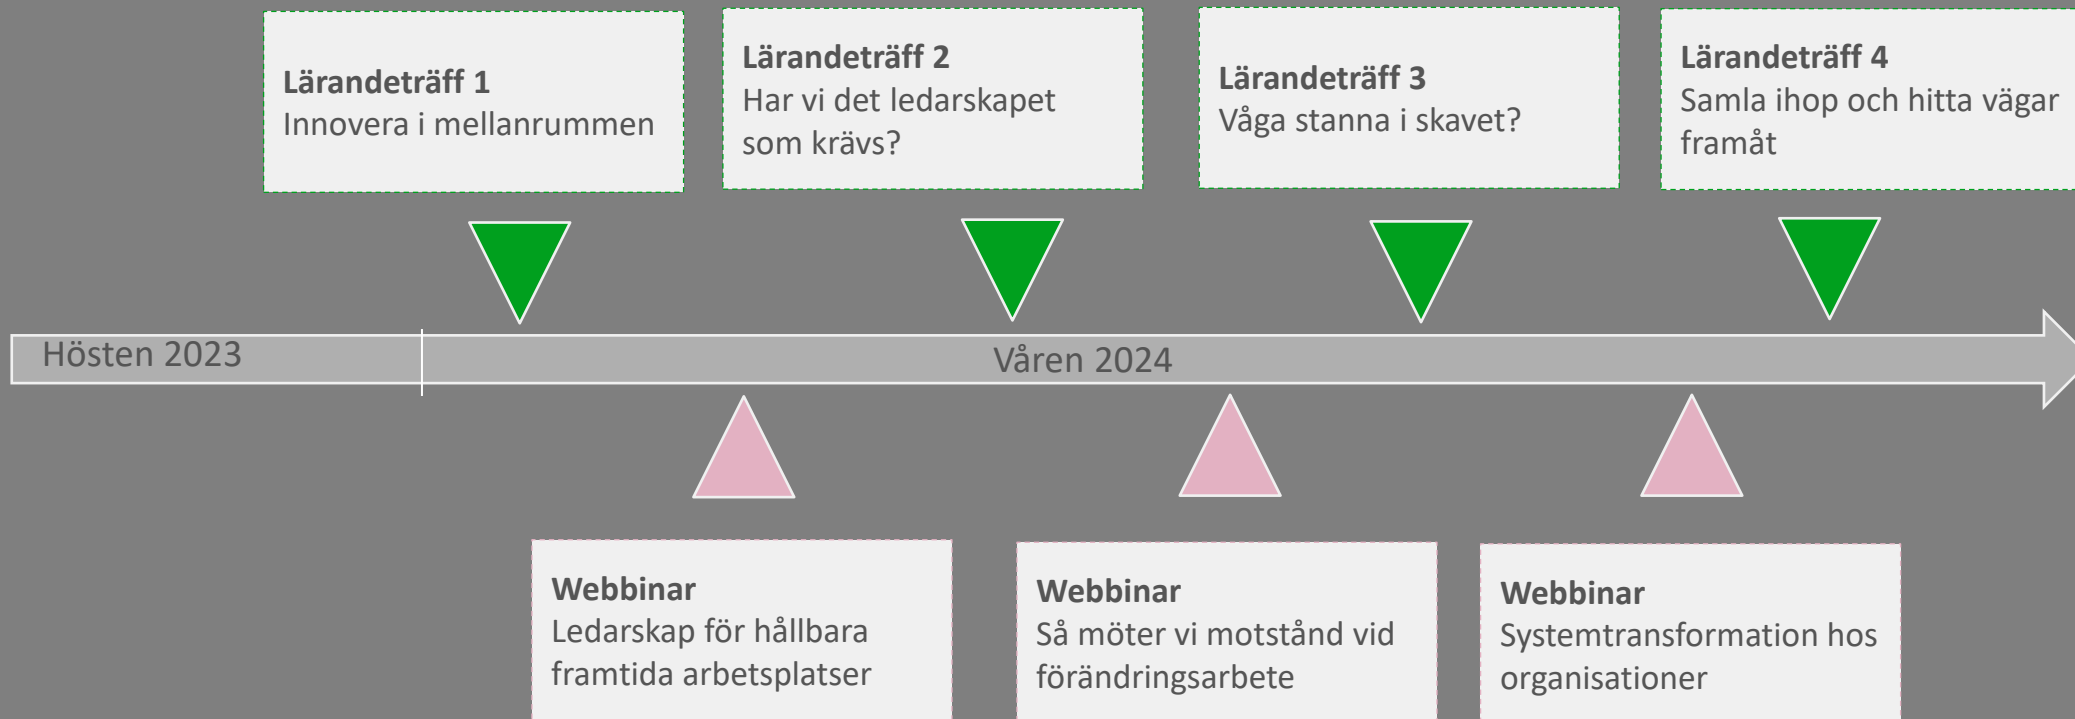 Lärandeträff 1
Innovera i mellanrummen
Lärandeträff 2
Har vi det ledarskapet
som krävs?
Lärandeträff 3
Våga stanna i skavet?
Lärandeträff 4
Samla ihop och hitta vägar
framåt
Hösten 2023
Våren 2024
Webbinar
Ledarskap för hållbara
framtida arbetsplatser
Webbinar
Så möter vi motstånd vid
förändringsarbete
Webbinar
Systemtransformation hos
organisationer